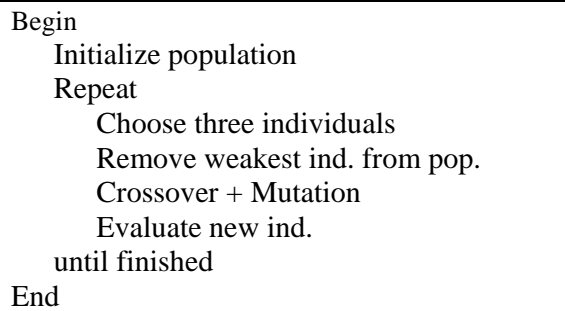 Begin
Initialize population
Repeat
Choose three individuals
Remove weakest ind. from pop.
Crossover + Mutation
Evaluate new ind.
until finished
End